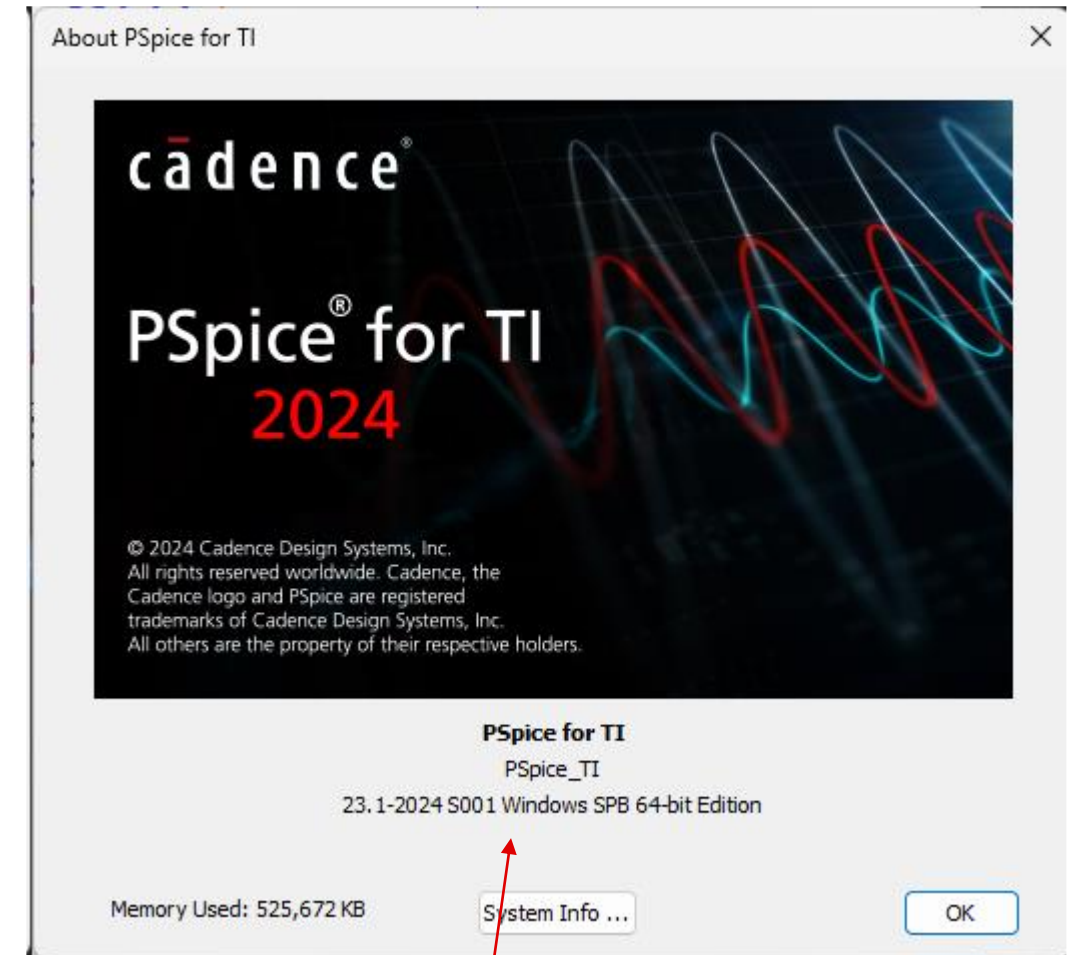 About PSpice for TI
cādence®
PSpice® for TI
2024
© 2024 Cadence Design Systems, Inc.
All rights reserved worldwide. Cadence, the
Cadence logo and PSpice are registered
trademarks of Cadence Design Systems, Inc.
All others are the property of their respective holders.
PSpice for TI
PSpice_TI
23.1-2024 S001 Windows SPB 64-bit Edition
Memory Used: 525,672 KB
System Info ...
OK